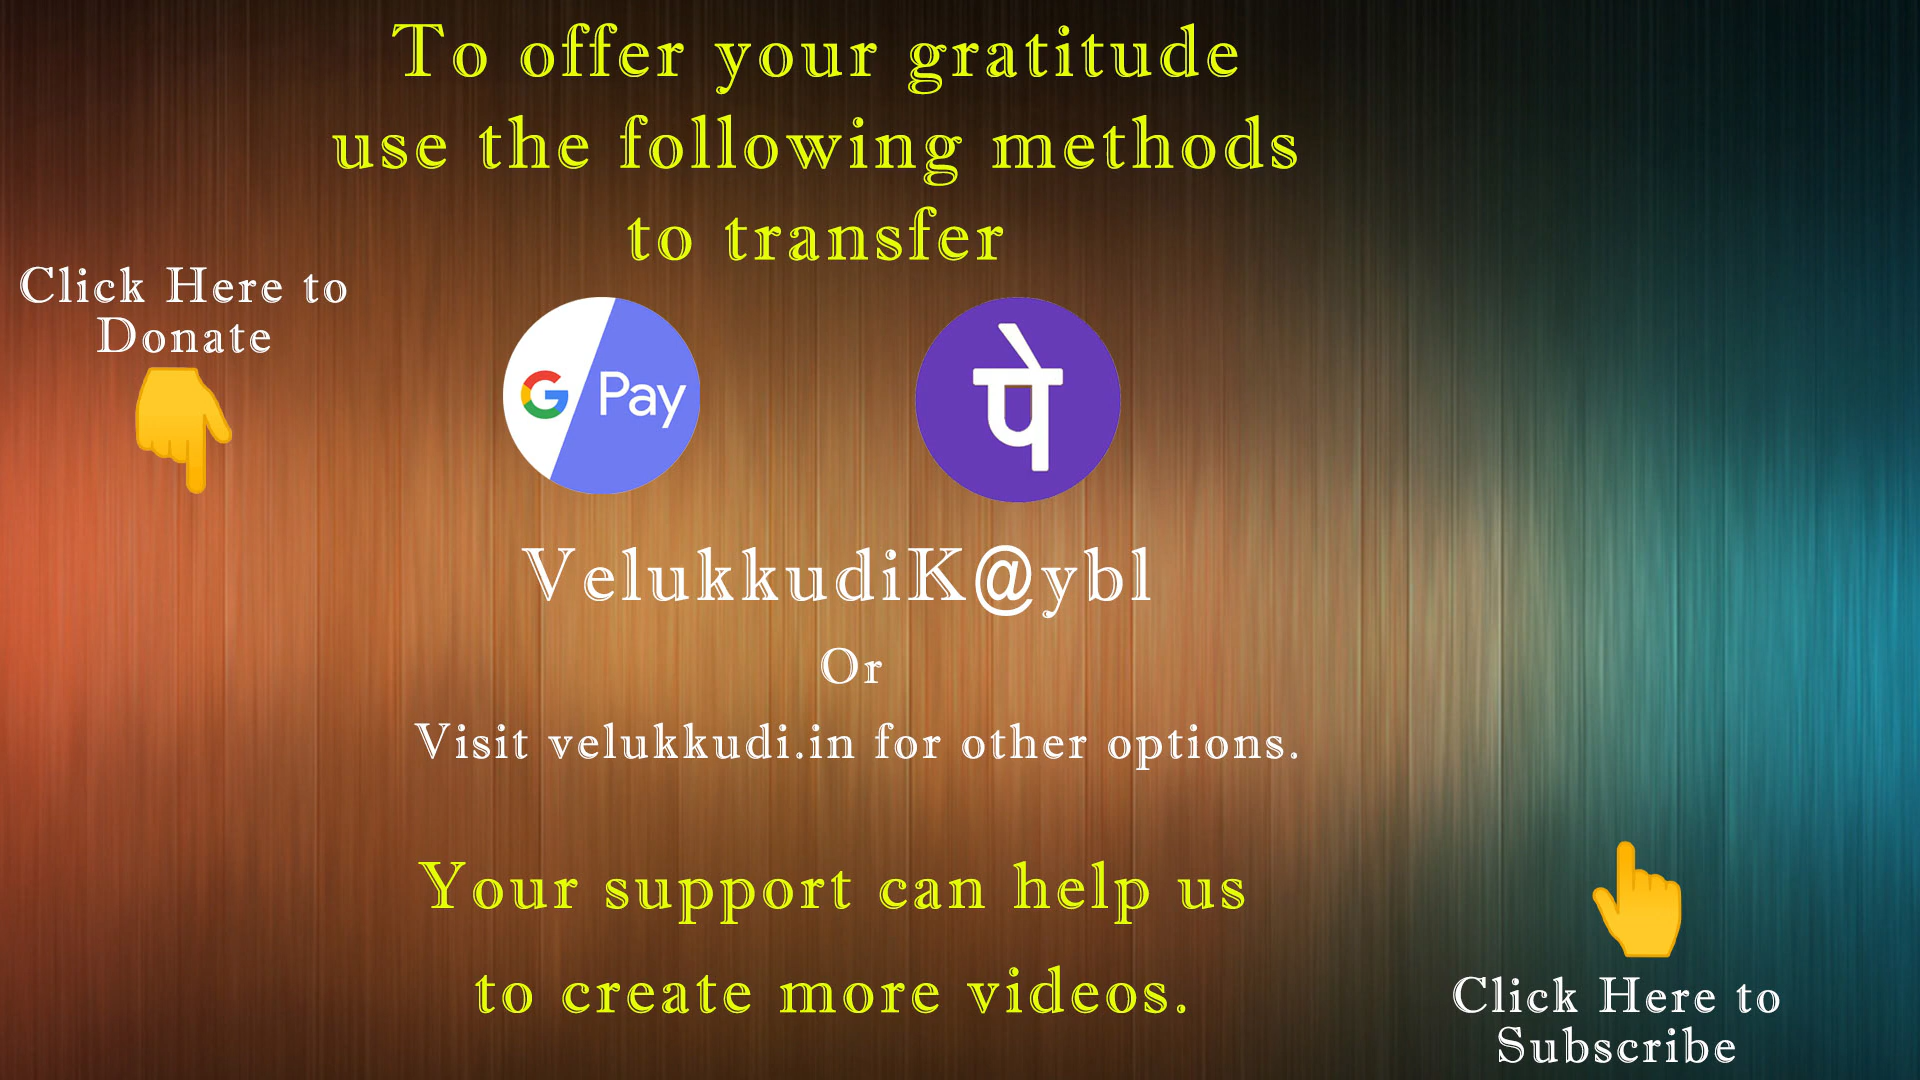 To offer your gratitude
use the following methods
to transfer
Click Here to
Donate
G Pay
पे
VelukkudiK@ybl
Or
Visit velukkudi.in for other options.
Your support can help us
to create more videos.
Click Here to
Subscribe